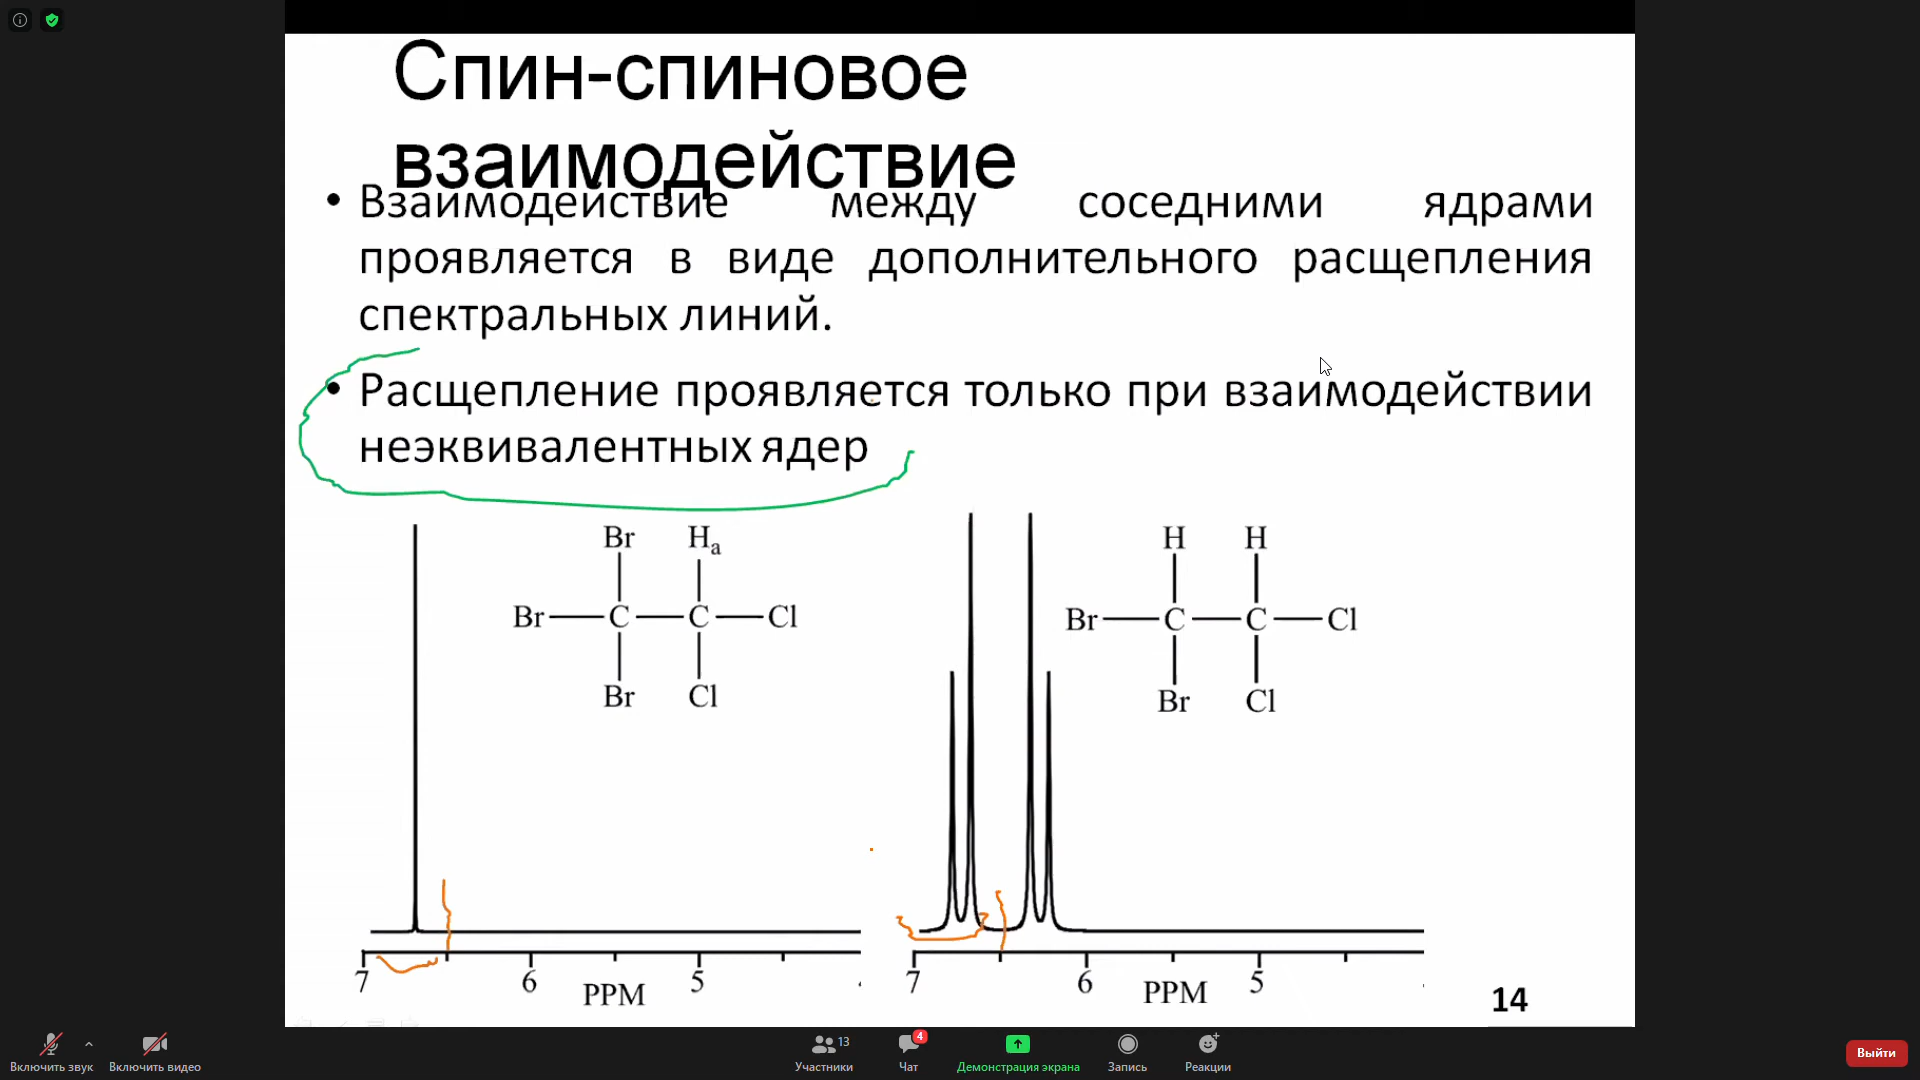 Спин-спиновое
взаимодействие
• Взаимодействие между соседними ядрами
проявляется в виде дополнительного расщепления
спектральных линий.
• Расщепление проявляется только при взаимодействии
неэквивалентных ядер
Br Ha
Br C C Cl
Br Cl
7 6 5
PPM
H H
Br C C Cl
Br Cl
7 6 5
PPM
14
Включить звук
Включить видео
13
Участники
4
Чат
Демонстрация экрана
Запись
Реакции
Выйти